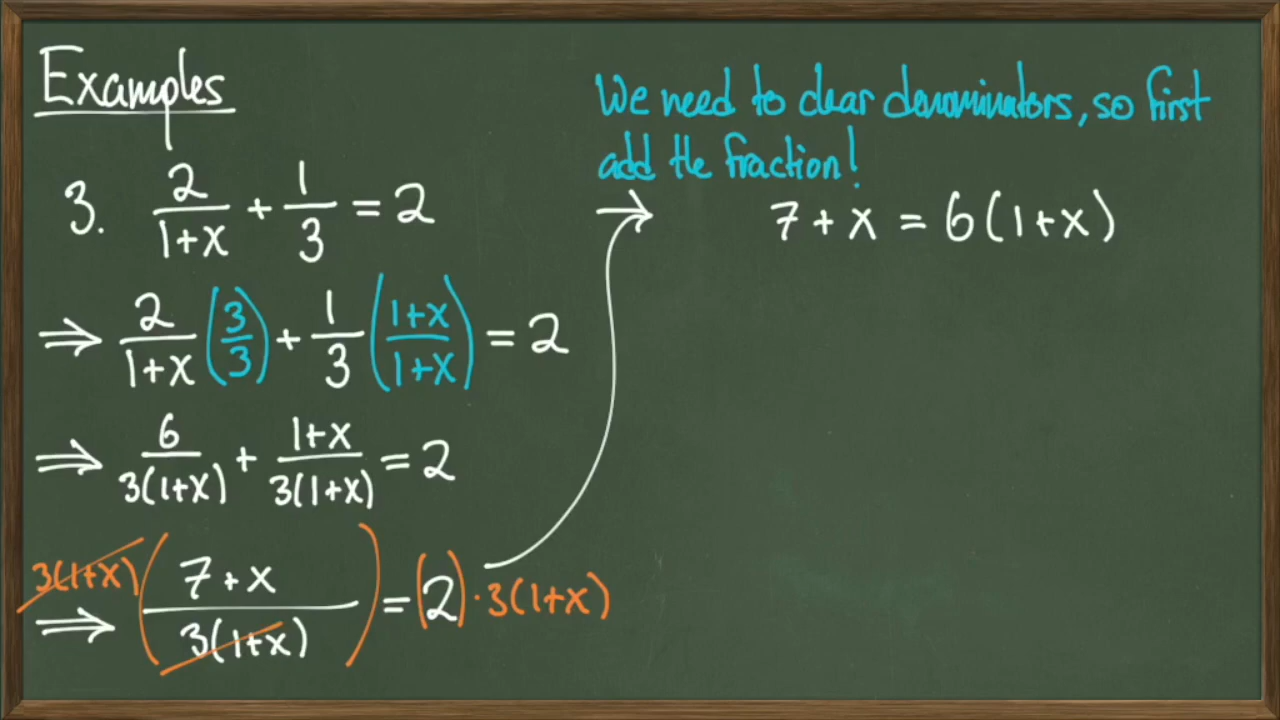 Examples
3. 2/(1+x) + 1/3 = 2
⇒ 2/(1+x) (3/3) + 1/3 ((1+x)/(1+x)) = 2
⇒ 6/(3(1+x)) + (1+x)/(3(1+x)) = 2
3(1+x)
⇒ ((7+x)/(3(1+x))) = (2) · 3(1+x)
We need to clear denominators, so first
add the fraction!
→ 7 + x = 6(1+x)